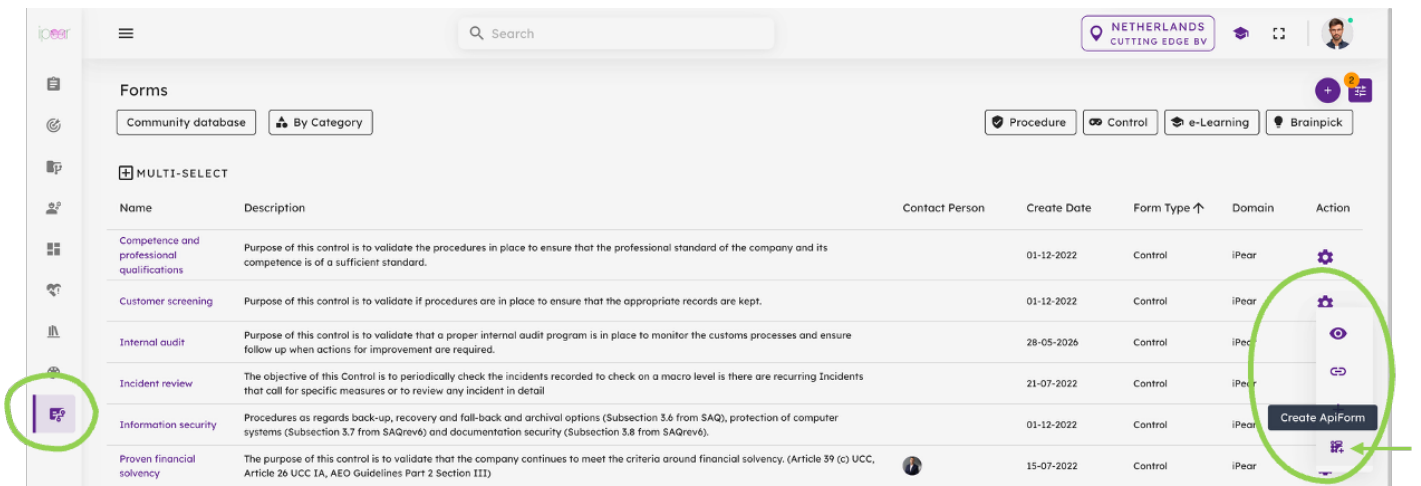 ipear
Search
NETHERLANDS
CUTTING EDGE BV
Forms
2
Community database
By Category
Procedure
Control
e-Learning
Brainpick
MULTI-SELECT
Name Description Contact Person Create Date Form Type Domain Action
Competence and
professional
qualifications
Purpose of this control is to validate the procedures in place to ensure that the professional standard of the company and its
competence is of a sufficient standard.
01-12-2022 Control iPear
Customer screening Purpose of this control is to validate if procedures are in place to ensure that the appropriate records are kept. 01-12-2022 Control iPear
Internal audit
Purpose of this control is to validate that a proper internal audit program is in place to monitor the customs processes and ensure
follow up when actions for improvement are required.
28-05-2026 Control iPear
Incident review
The objective of this Control is to periodically check the incidents recorded to check on a macro level is there are recurring Incidents
that call for specific measures or to review any incident in detail
21-07-2022 Control iPear
Create ApiForm
Information security
Procedures as regards back-up, recovery and fall-back and archival options (Subsection 3.6 from SAQ), protection of computer
systems (Subsection 3.7 from SAQrev6) and documentation security (Subsection 3.8 from SAQrev6).
01-12-2022 Control iPear
Proven financial
solvency
The purpose of this control is to validate that the company continues to meet the criteria around financial solvency. (Article 39 (c) UCC,
Article 26 UCC IA, AEO Guidelines Part 2 Section III)
15-07-2022 Control iPear